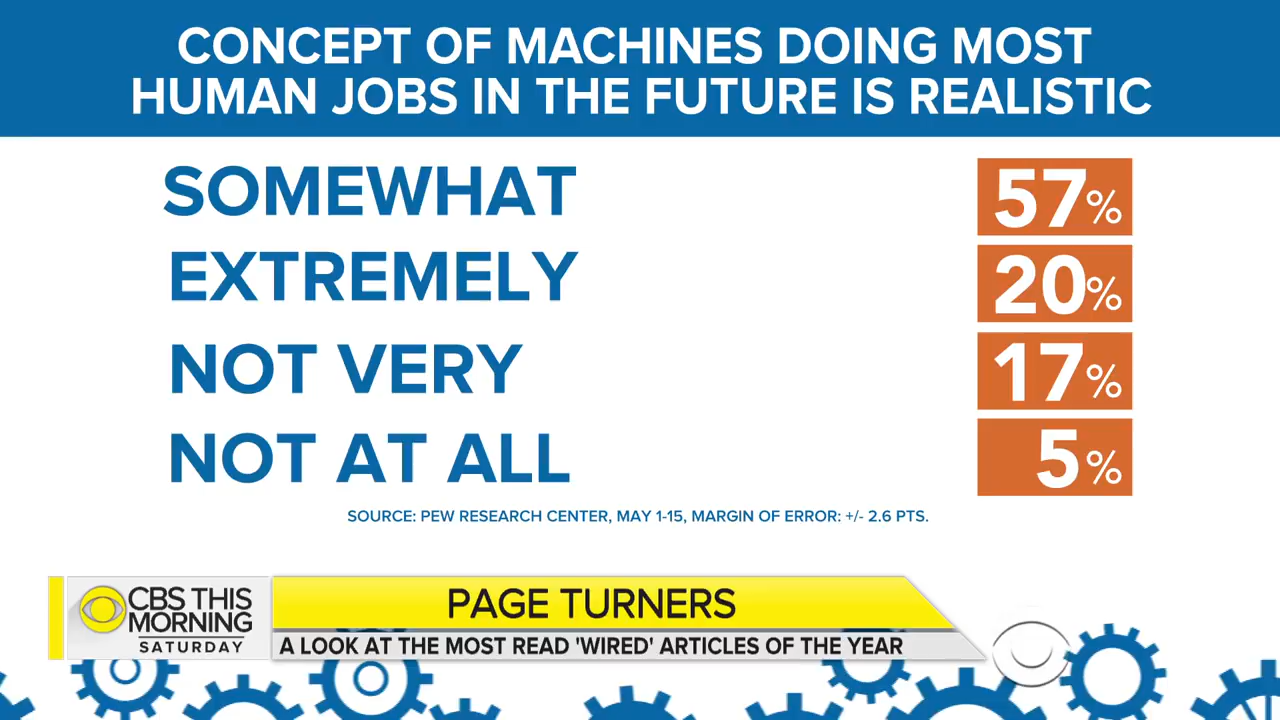 CONCEPT OF MACHINES DOING MOST
HUMAN JOBS IN THE FUTURE IS REALISTIC
SOMEWHAT 57%
EXTREMELY 20%
NOT VERY 17%
NOT AT ALL 5%
SOURCE: PEW RESEARCH CENTER, MAY 1-15, MARGIN OF ERROR: +/- 2.6 PTS.
CBS THIS
MORNING
SATURDAY
PAGE TURNERS
A LOOK AT THE MOST READ 'WIRED' ARTICLES OF THE YEAR